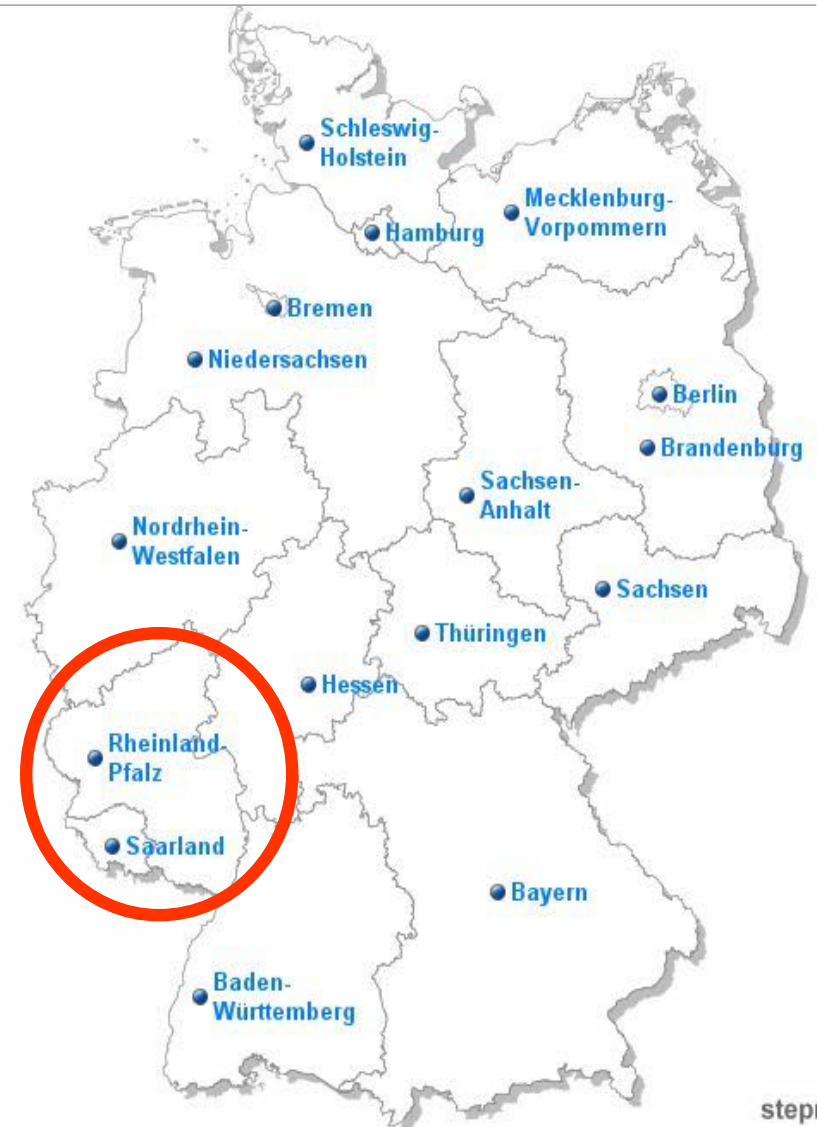 Schleswig-
Holstein
Mecklenburg-
Vorpommern
Hamburg
Bremen
Niedersachsen
Berlin
Brandenburg
Sachsen-
Anhalt
Nordrhein-
Westfalen
Sachsen
Thüringen
Hessen
Rheinland-
Pfalz
Saarland
Bayern
Baden-
Württemberg